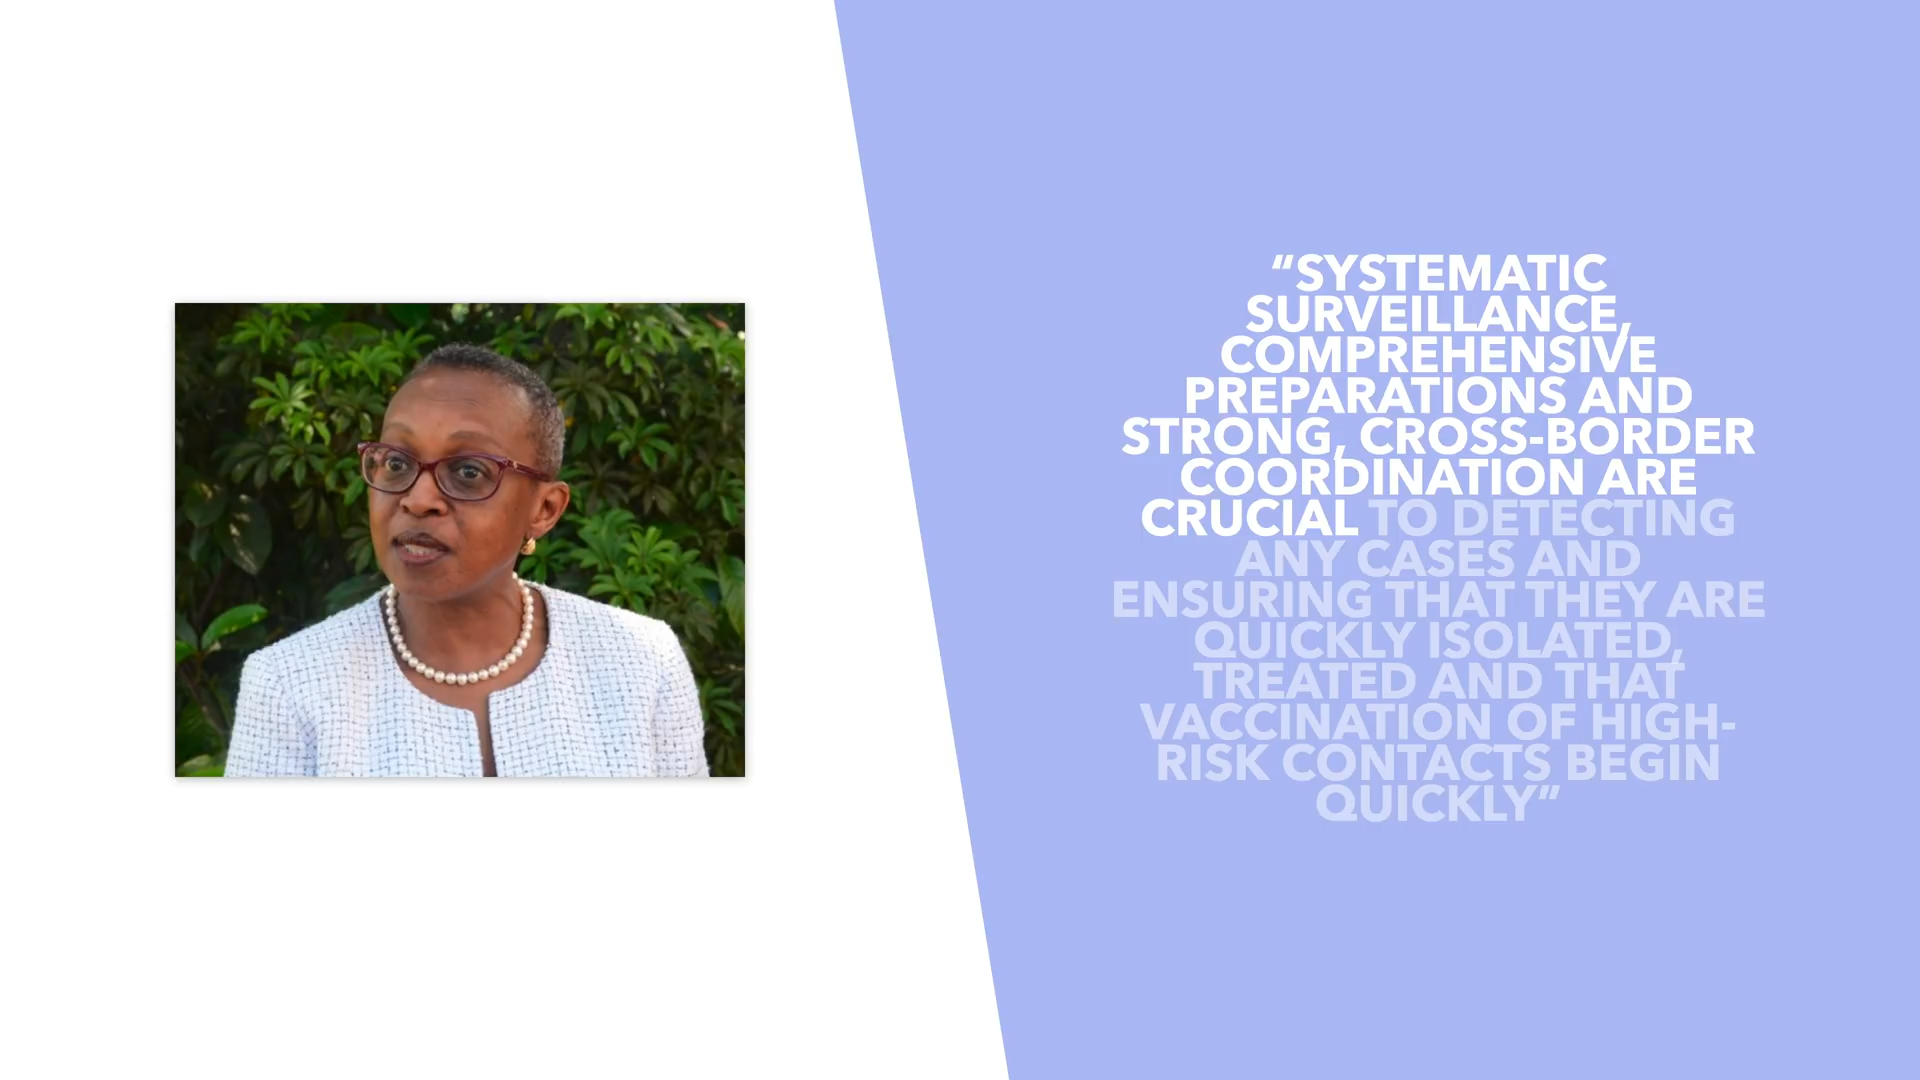 “SYSTEMATIC
SURVEILLANCE,
COMPREHENSIVE
PREPARATIONS AND
STRONG, CROSS-BORDER
COORDINATION ARE
CRUCIAL TO DETECTING
ANY CASES AND
ENSURING THAT THEY ARE
QUICKLY ISOLATED,
TREATED AND THAT
VACCINATION OF HIGH-
RISK CONTACTS BEGIN
QUICKLY”